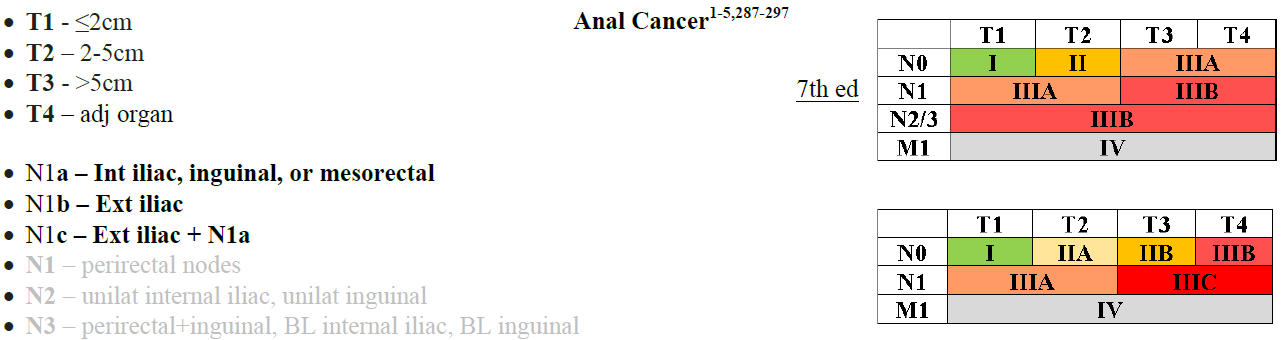 Anal Cancer1-5,287-297
• T1 - ≤2cm
• T2 – 2-5cm
• T3 - >5cm
• T4 – adj organ
• N1a – Int iliac, inguinal, or mesorectal
• N1b – Ext iliac
• N1c – Ext iliac + N1a
• N1 – perirectal nodes
• N2 – unilat internal iliac, unilat inguinal
• N3 – perirectal+inguinal, BL internal iliac, BL inguinal
7th ed
T1 T2 T3 T4
N0 I II IIIA
N1 IIIA IIIB
N2/3 IIIB
M1 IV
T1 T2 T3 T4
N0 I IIA IIB IIIB
N1 IIIA IIIC
M1 IV